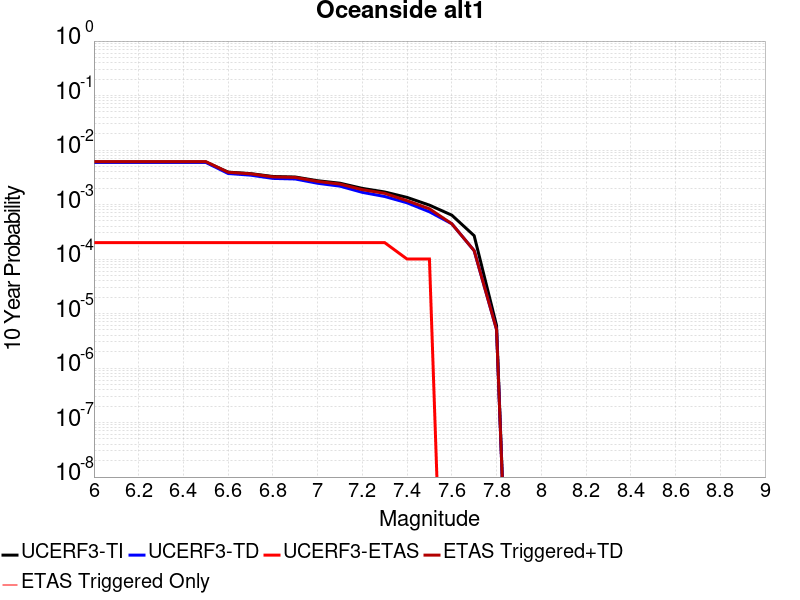 Oceanside alt1
10^0
10^-1
10^-2
10^-3
10^-4
10^-5
10^-6
10^-7
10^-8
10 Year Probability
6 6.2 6.4 6.6 6.8 7 7.2 7.4 7.6 7.8 8 8.2 8.4 8.6 8.8 9
Magnitude
UCERF3-TI UCERF3-TD UCERF3-ETAS ETAS Triggered+TD
ETAS Triggered Only